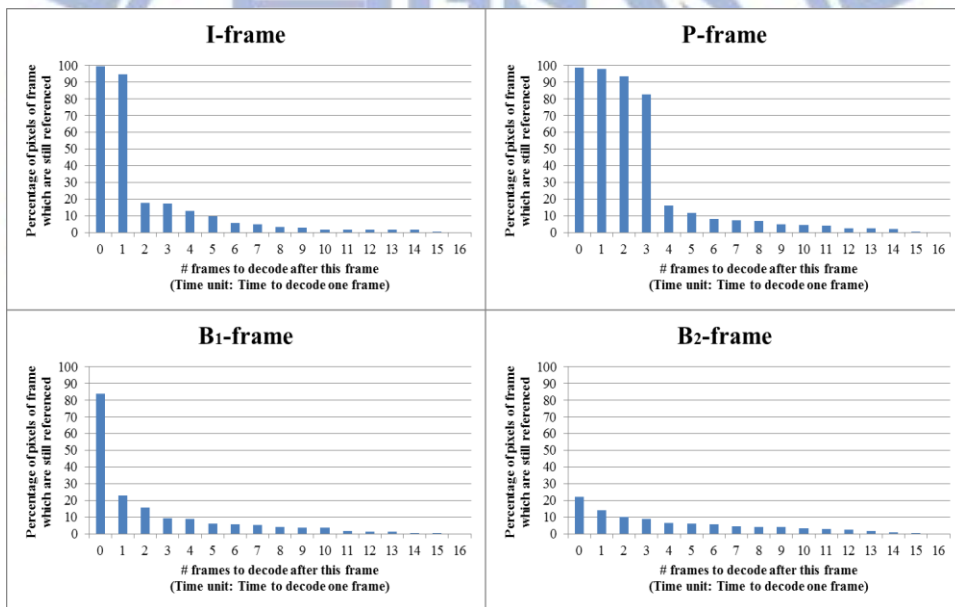 I-frame
Percentage of pixels of frame
which are still referenced
100
90
80
70
60
50
40
30
20
10
0
0 1 2 3 4 5 6 7 8 9 10 11 12 13 14 15 16
# frames to decode after this frame
(Time unit: Time to decode one frame)
P-frame
Percentage of pixels of frame
which are still referenced
100
90
80
70
60
50
40
30
20
10
0
0 1 2 3 4 5 6 7 8 9 10 11 12 13 14 15 16
# frames to decode after this frame
(Time unit: Time to decode one frame)
B1-frame
Percentage of pixels of frame
which are still referenced
100
90
80
70
60
50
40
30
20
10
0
0 1 2 3 4 5 6 7 8 9 10 11 12 13 14 15 16
# frames to decode after this frame
(Time unit: Time to decode one frame)
B2-frame
Percentage of pixels of frame
which are still referenced
100
90
80
70
60
50
40
30
20
10
0
0 1 2 3 4 5 6 7 8 9 10 11 12 13 14 15 16
# frames to decode after this frame
(Time unit: Time to decode one frame)